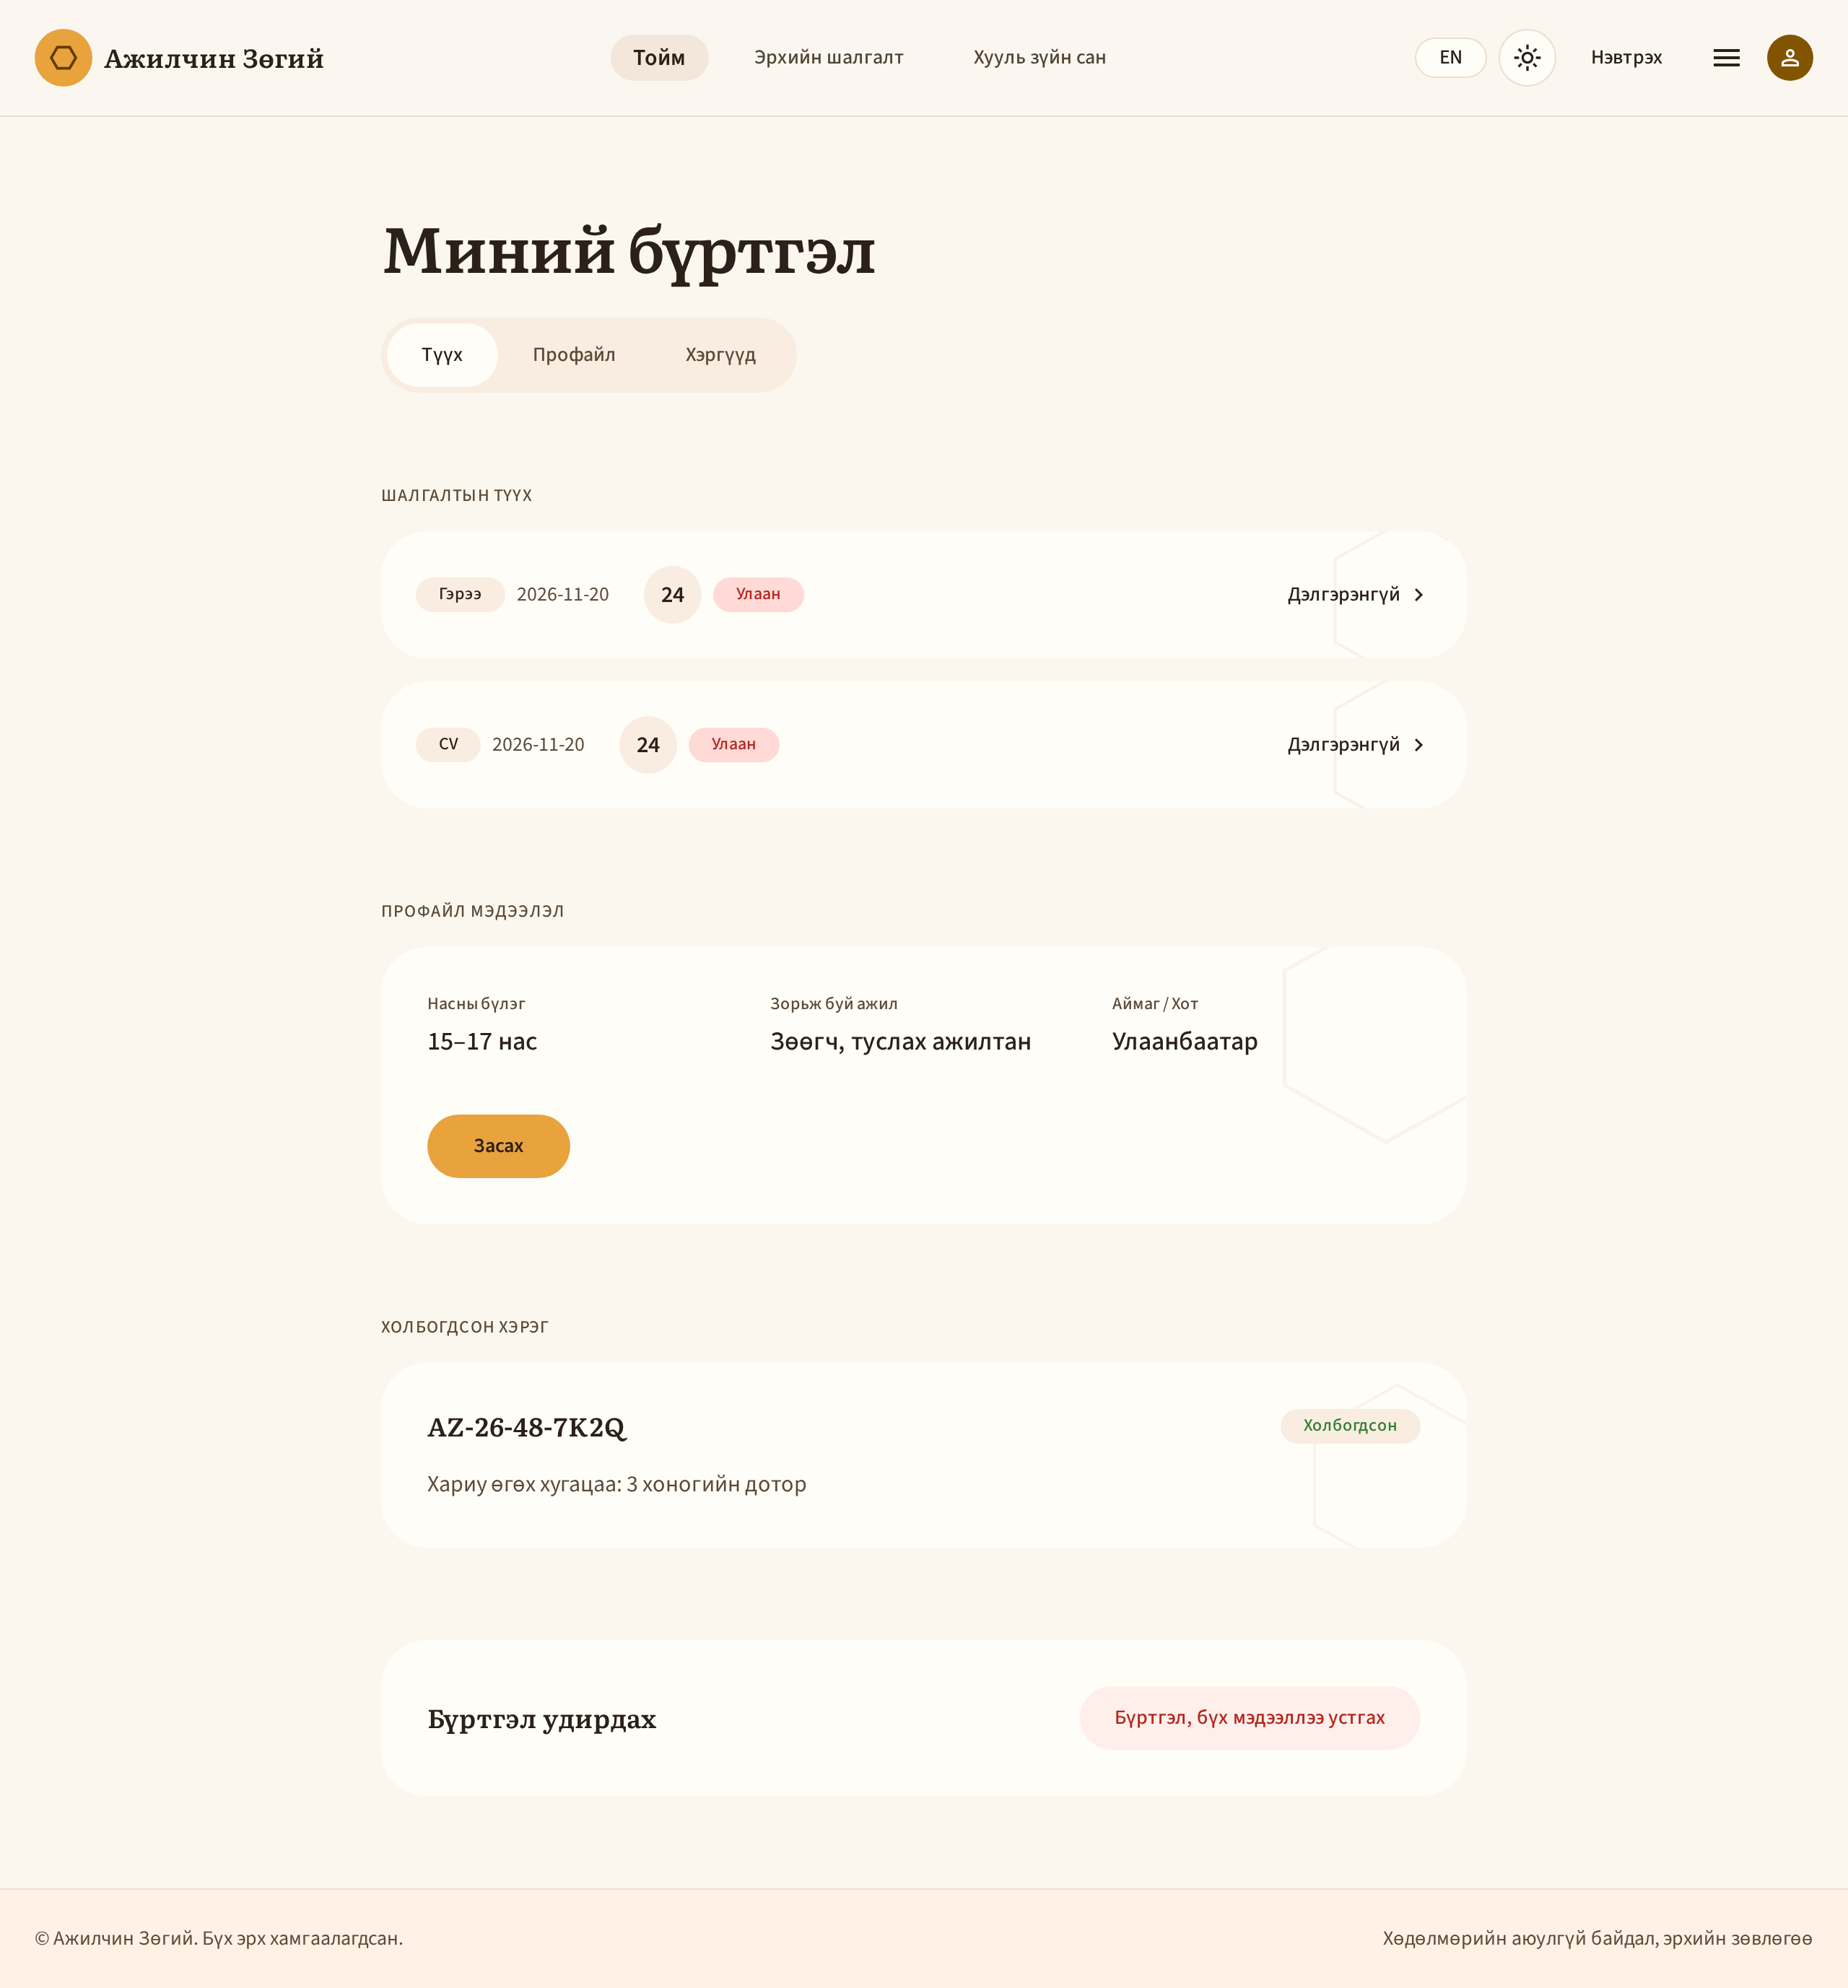 Ажилчин Зөгий
Тойм
Эрхийн шалгалт
Хууль зүйн сан
EN
Нэвтрэх
Миний бүртгэл
Түүх
Профайл
Хэргүүд
ШАЛГАЛТЫН ТҮҮХ
Гэрээ 2026-11-20 24 Улаан Дэлгэрэнгүй
CV 2026-11-20 24 Улаан Дэлгэрэнгүй
ПРОФАЙЛ МЭДЭЭЛЭЛ
Насны бүлэг
15–17 нас
Зорьж буй ажил
Зөөгч, туслах ажилтан
Аймаг / Хот
Улаанбаатар
Засах
ХОЛБОГДСОН ХЭРЭГ
AZ-26-48-7K2Q
Холбогдсон
Хариу өгөх хугацаа: 3 хоногийн дотор
Бүртгэл удирдах
Бүртгэл, бүх мэдээллээ устгах
© Ажилчин Зөгий. Бүх эрх хамгаалагдсан.
Хөдөлмөрийн аюулгүй байдал, эрхийн зөвлөгөө